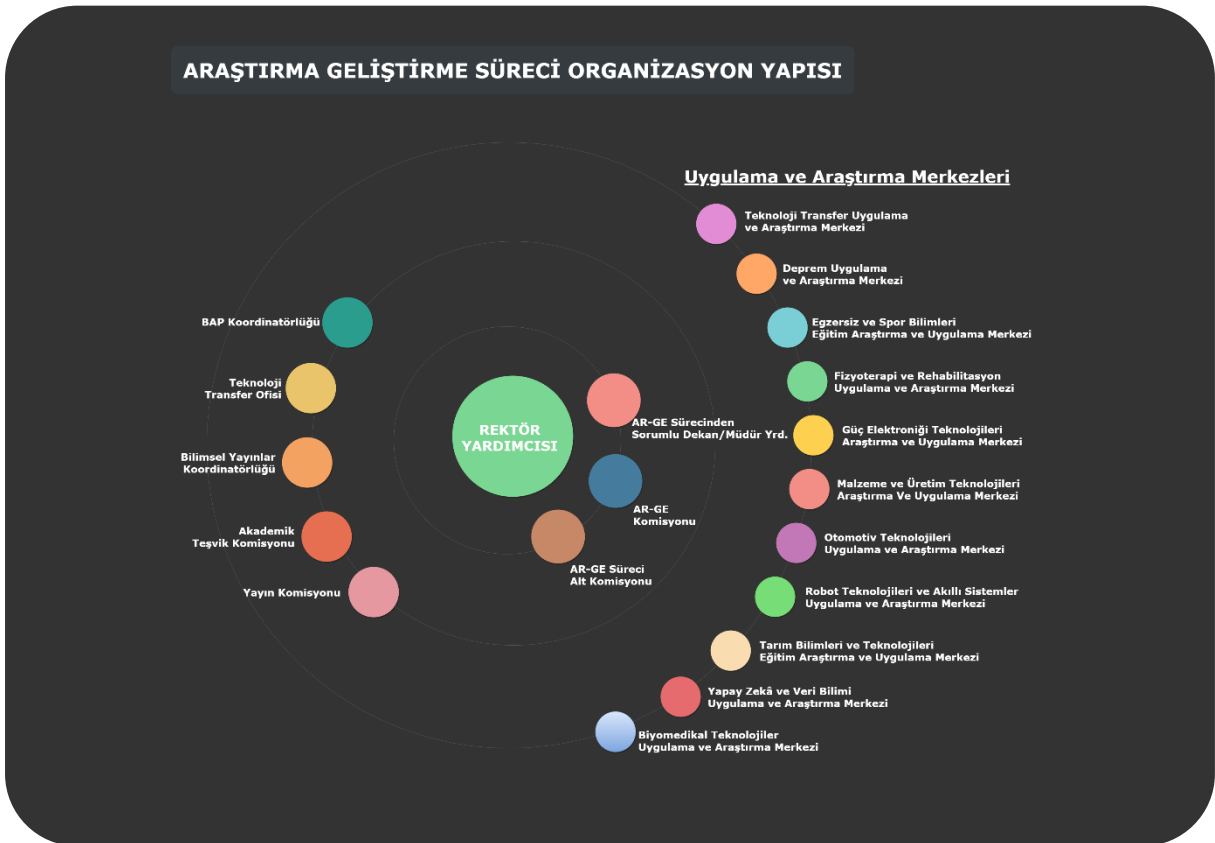 ARAŞTIRMA GELİŞTİRME SÜRECİ ORGANİZASYON YAPISI
Uygulama ve Araştırma Merkezleri
Teknoloji Transfer Uygulama
ve Araştırma Merkezi
Deprem Uygulama
ve Araştırma Merkezi
Egzersiz ve Spor Bilimleri
Eğitim Araştırma ve Uygulama Merkezi
Fizyoterapi ve Rehabilitasyon
Uygulama ve Araştırma Merkezi
Güç Elektroniği Teknolojileri
Araştırma ve Uygulama Merkezi
Malzeme ve Üretim Teknolojileri
Araştırma Ve Uygulama Merkezi
Otomotiv Teknolojileri
Uygulama ve Araştırma Merkezi
Robot Teknolojileri ve Akıllı Sistemler
Uygulama ve Araştırma Merkezi
Tarım Bilimleri ve Teknolojileri
Eğitim Araştırma ve Uygulama Merkezi
Yapay Zekâ ve Veri Bilimi
Uygulama ve Araştırma Merkezi
Biyomedikal Teknolojiler
Uygulama ve Araştırma Merkezi
BAP Koordinatörlüğü
Teknoloji
Transfer Ofisi
Bilimsel Yayınlar
Koordinatörlüğü
Akademik
Teşvik Komisyonu
Yayın Komisyonu
REKTÖR
YARDIMCISI
AR-GE Sürecinden
Sorumlu Dekan/Müdür Yrd.
AR-GE
Komisyonu
AR-GE Süreci
Alt Komisyonu